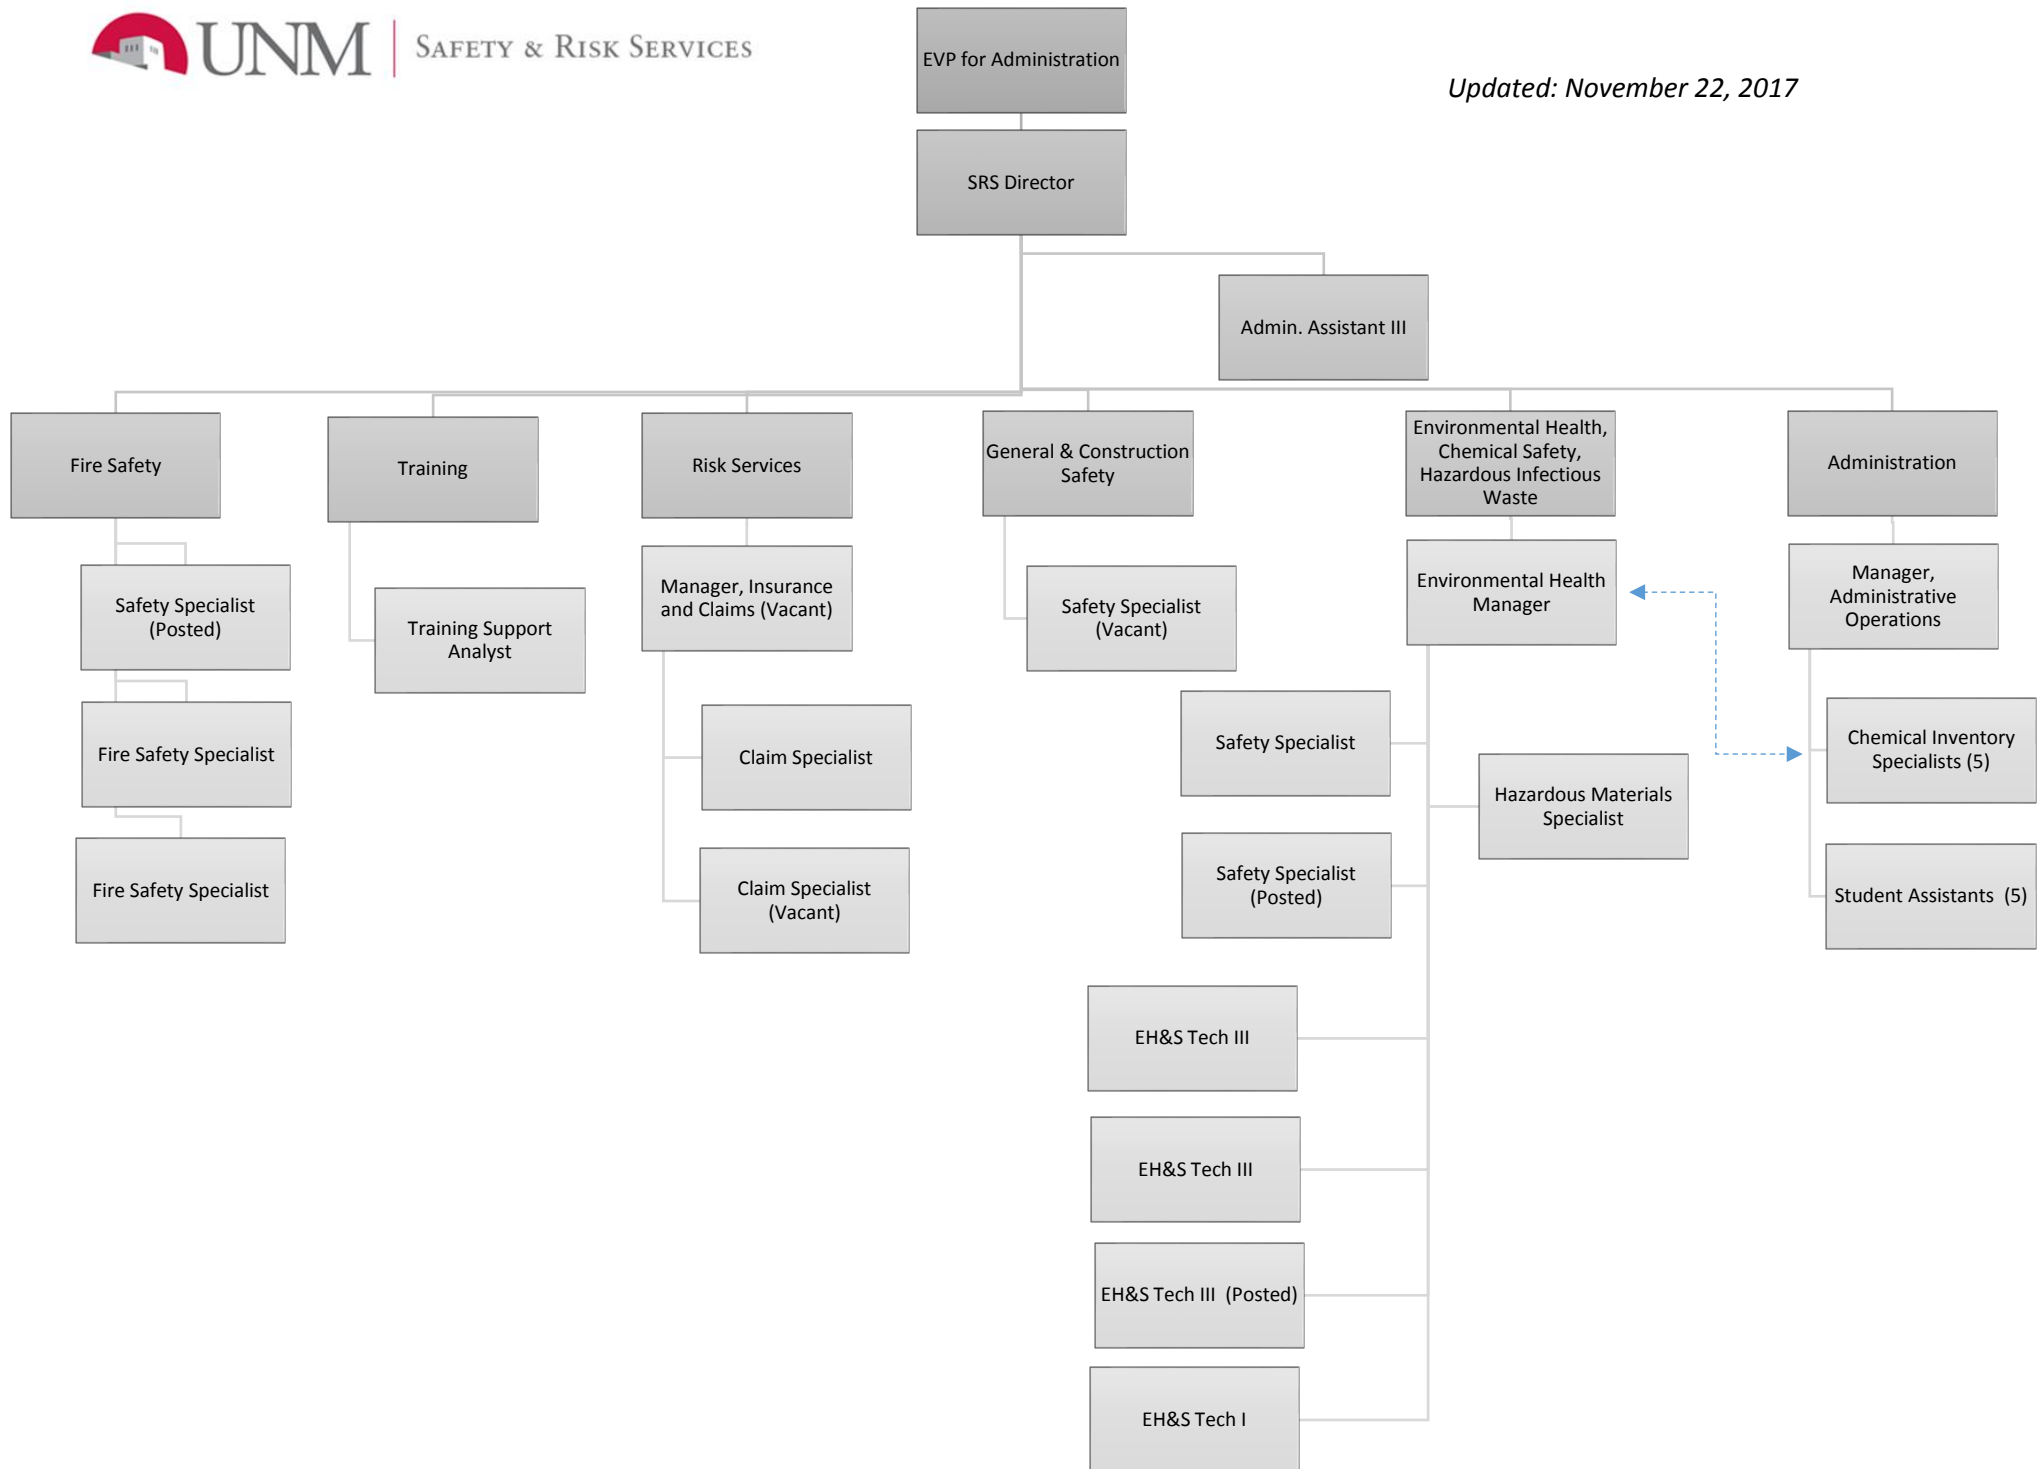 UNM
SAFETY & RISK SERVICES
EVP for Administration
Updated: November 22, 2017
SRS Director
Admin. Assistant III
Fire Safety
Training
Risk Services
General & Construction
Safety
Environmental Health,
Chemical Safety,
Hazardous Infectious
Waste
Administration
Safety Specialist
(Posted)
Fire Safety Specialist
Fire Safety Specialist
Training Support
Analyst
Manager, Insurance
and Claims (Vacant)
Claim Specialist
Claim Specialist
(Vacant)
Safety Specialist
(Vacant)
Environmental Health
Manager
Safety Specialist
Hazardous Materials
Specialist
Safety Specialist
(Posted)
EH&S Tech III
EH&S Tech III
EH&S Tech III (Posted)
EH&S Tech I
Manager,
Administrative
Operations
Chemical Inventory
Specialists (5)
Student Assistants (5)